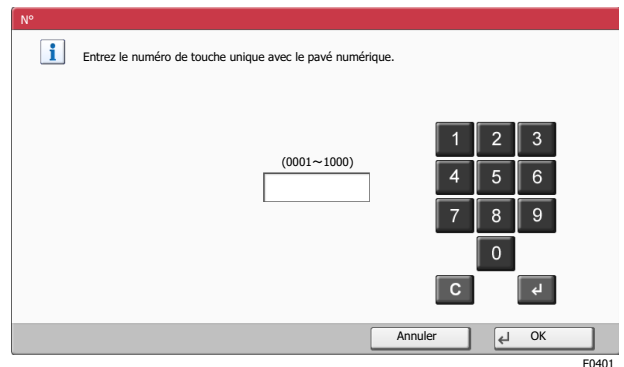 N°
Entrez le numéro de touche unique avec le pavé numérique.
1 2 3
(0001～1000)
4 5 6
7 8 9
0
C ↵
Annuler ↵ OK
F0401